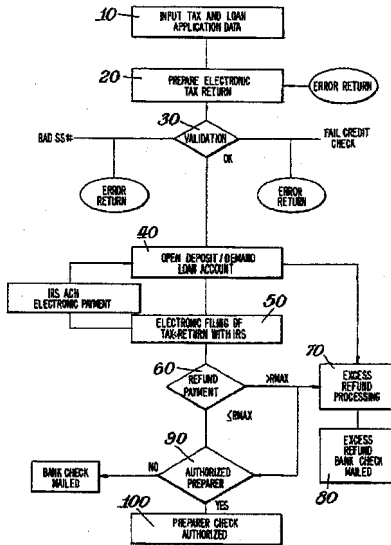 10
INPUT TAX AND LOAN
APPLICATION DATA
20
PREPARE ELECTRONIC
TAX RETURN
ERROR RETURN
30
BAD SS#
VALIDATION
FAIL CREDIT
CHECK
OK
ERROR
RETURN
ERROR
RETURN
40
OPEN DEPOSIT/DEMAND
LOAN ACCOUNT
IRS ACH
ELECTRONIC PAYMENT
50
ELECTRONIC FILING OF
TAX RETURN WITH IRS
60
REFUND
PAYMENT
>RMAX
70
EXCESS
REFUND
PROCESSING
≤RMAX
90
EXCESS
REFUND
BANK CHECK
MAILED
80
BANK CHECK
MAILED
NO
AUTHORIZED
PREPARER
YES
100
PREPARER CHECK
AUTHORIZED